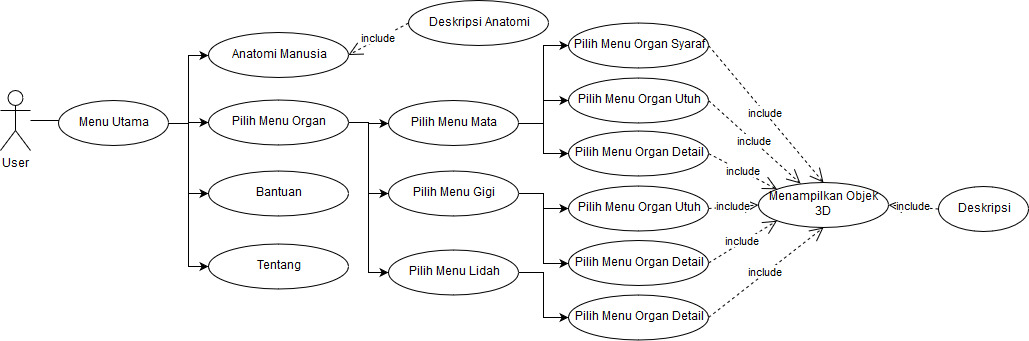 Deskripsi Anatomi
include
Anatomi Manusia
Pilih Menu Organ Syaraf
include
Pilih Menu Organ Utuh
include
User
Menu Utama
Pilih Menu Organ
Pilih Menu Mata
Pilih Menu Organ Detail
include
Bantuan
Pilih Menu Gigi
Pilih Menu Organ Utuh
include
Menampilkan Objek
3D
include
Deskripsi
include
Tentang
Pilih Menu Lidah
Pilih Menu Organ Detail
include
Pilih Menu Organ Detail